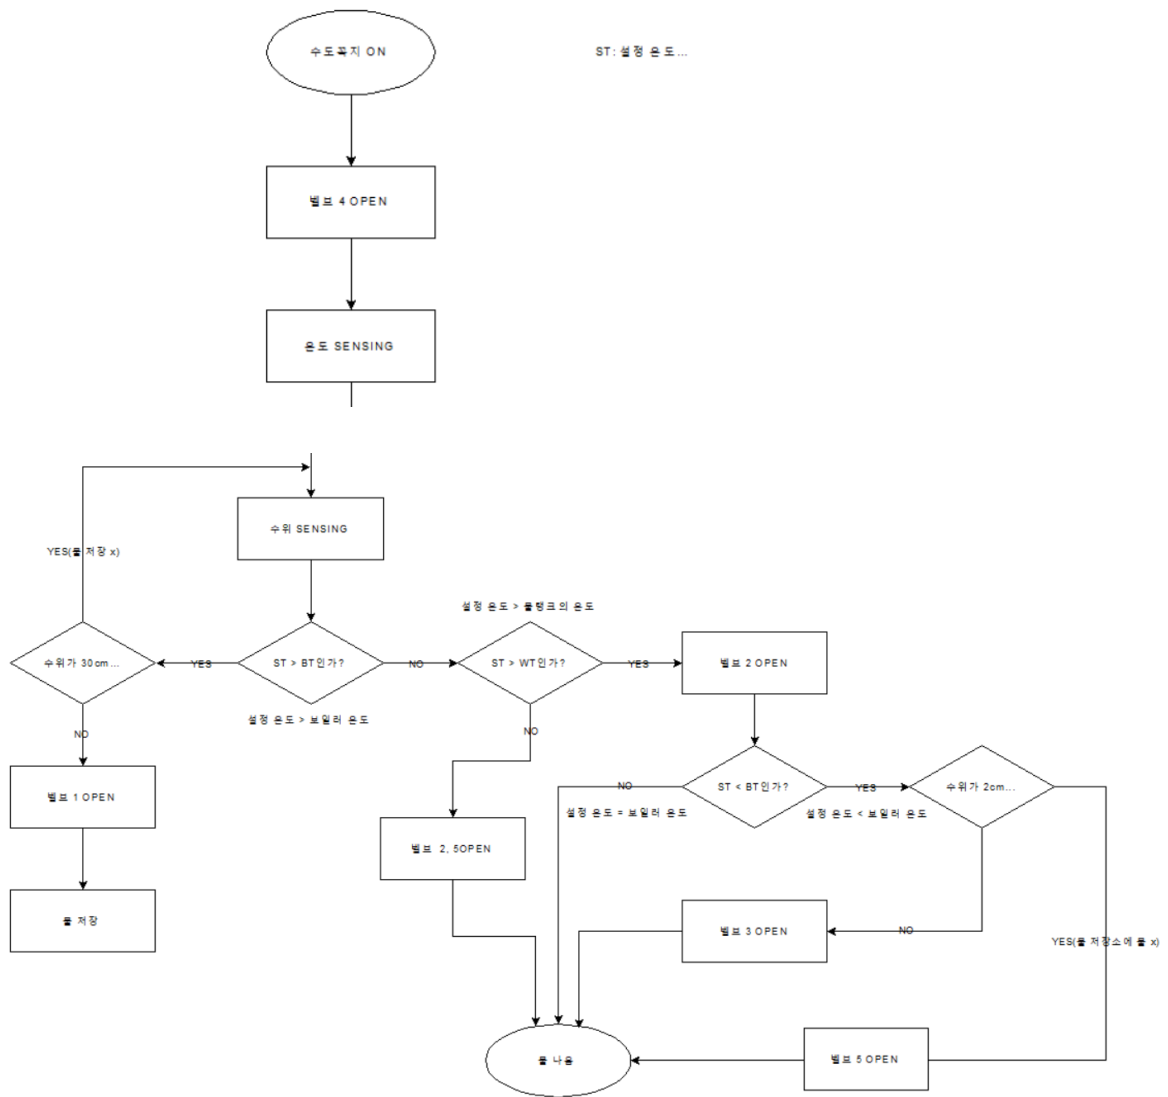 수도꼭지 ON
ST: 설정 온도...
벨브 4 OPEN
온도 SENSING
수위 SENSING
YES(물 저장 x)
설정 온도 > 물탱크의 온도
수위가 30cm...
YES
ST > BT인가?
NO
ST > WT인가?
YES
벨브 2 OPEN
설정 온도 > 보일러 온도
NO
NO
벨브 1 OPEN
NO
ST < BT인가?
YES
수위가 2cm...
설정 온도 = 보일러 온도
설정 온도 < 보일러 온도
벨브 2, 5OPEN
물 저장
벨브 3 OPEN
NO
YES(물 저장소에 물 x)
물 나옴
벨브 5 OPEN